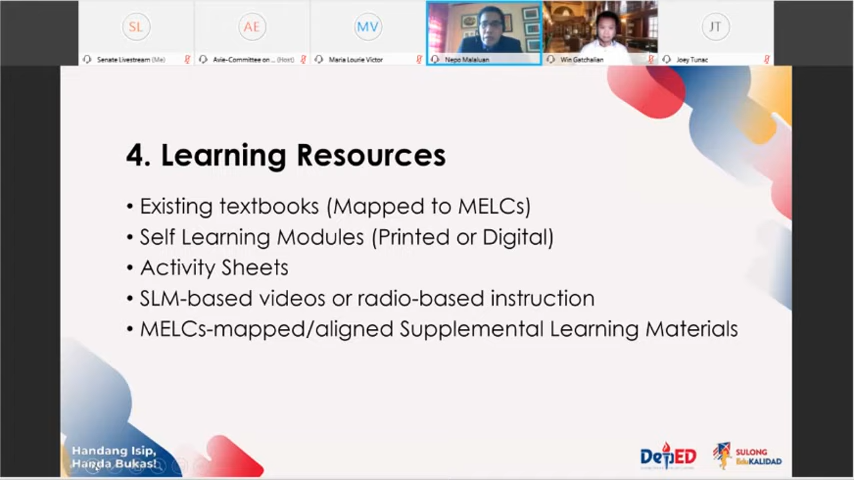 SL
AE
MV
JT
Senate Livestream (Me)
Avie-Committee on ... (Host)
Maria Lourie Victor
Nepo Malaluan
Win Gatchalian
Joey Tunac
4. Learning Resources
• Existing textbooks (Mapped to MELCs)
• Self Learning Modules (Printed or Digital)
• Activity Sheets
• SLM-based videos or radio-based instruction
• MELCs-mapped/aligned Supplemental Learning Materials
Handang Isip,
Handa Bukas!
DepED
SULONG
EduKALIDAD